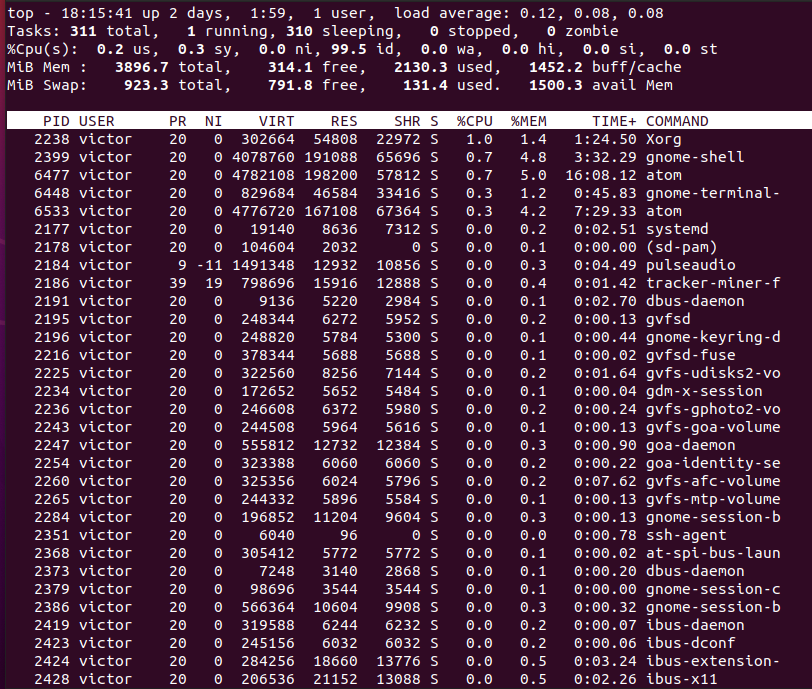 top - 18:15:41 up 2 days,  1:59,  1 user,  load average: 0.12, 0.08, 0.08
Tasks: 311 total,   1 running, 310 sleeping,   0 stopped,   0 zombie
%Cpu(s):  0.2 us,  0.3 sy,  0.0 ni, 99.5 id,  0.0 wa,  0.0 hi,  0.0 si,  0.0 st
MiB Mem :   3896.7 total,    314.1 free,   2130.3 used,   1452.2 buff/cache
MiB Swap:    923.3 total,    791.8 free,    131.4 used.   1500.3 avail Mem
PID USER      PR  NI    VIRT    RES    SHR S  %CPU  %MEM     TIME+ COMMAND
2238 victor    20   0  302664  54808  22972 S   1.0   1.4   1:24.50 Xorg
2399 victor    20   0 4078760 191088  65696 S   0.7   4.8   3:32.29 gnome-shell
6477 victor    20   0 4782108 198200  57812 S   0.7   5.0  16:08.12 atom
6448 victor    20   0  829684  46584  33416 S   0.3   1.2   0:45.83 gnome-terminal-
6533 victor    20   0 4776720 167108  67364 S   0.3   4.2   7:29.33 atom
2177 victor    20   0   19140   8636   7312 S   0.0   0.2   0:02.51 systemd
2178 victor    20   0  104604   2032      0 S   0.0   0.1   0:00.00 (sd-pam)
2184 victor     9 -11 1491348  12932  10856 S   0.0   0.3   0:04.49 pulseaudio
2186 victor    39  19  798696  15916  12888 S   0.0   0.4   0:01.42 tracker-miner-f
2191 victor    20   0    9136   5220   2984 S   0.0   0.1   0:02.70 dbus-daemon
2195 victor    20   0  248344   6272   5952 S   0.0   0.2   0:00.13 gvfsd
2196 victor    20   0  248820   5784   5300 S   0.0   0.1   0:00.44 gnome-keyring-d
2216 victor    20   0  378344   5688   5688 S   0.0   0.1   0:00.02 gvfsd-fuse
2225 victor    20   0  322560   8256   7144 S   0.0   0.2   0:01.64 gvfs-udisks2-vo
2234 victor    20   0  172652   5652   5484 S   0.0   0.1   0:00.04 gdm-x-session
2236 victor    20   0  246608   6372   5980 S   0.0   0.2   0:00.24 gvfs-gphoto2-vo
2243 victor    20   0  244508   5964   5616 S   0.0   0.1   0:00.13 gvfs-goa-volume
2247 victor    20   0  555812  12732  12384 S   0.0   0.3   0:00.90 goa-daemon
2254 victor    20   0  323388   6060   6060 S   0.0   0.2   0:00.22 goa-identity-se
2260 victor    20   0  325356   6024   5796 S   0.0   0.2   0:07.62 gvfs-afc-volume
2265 victor    20   0  244332   5896   5584 S   0.0   0.1   0:00.13 gvfs-mtp-volume
2284 victor    20   0  196852  11204   9604 S   0.0   0.3   0:00.13 gnome-session-b
2351 victor    20   0    6040     96      0 S   0.0   0.0   0:00.78 ssh-agent
2368 victor    20   0  305412   5772   5772 S   0.0   0.1   0:00.02 at-spi-bus-laun
2373 victor    20   0    7248   3140   2868 S   0.0   0.1   0:00.20 dbus-daemon
2379 victor    20   0   98696   3544   3544 S   0.0   0.1   0:00.00 gnome-session-c
2386 victor    20   0  566364  10604   9908 S   0.0   0.3   0:00.32 gnome-session-b
2419 victor    20   0  319588   6244   6232 S   0.0   0.2   0:00.07 ibus-daemon
2423 victor    20   0  245156   6032   6032 S   0.0   0.2   0:00.06 ibus-dconf
2424 victor    20   0  284256  18660  13776 S   0.0   0.5   0:03.24 ibus-extension-
2428 victor    20   0  206536  21152  13088 S   0.0   0.5   0:02.26 ibus-x11